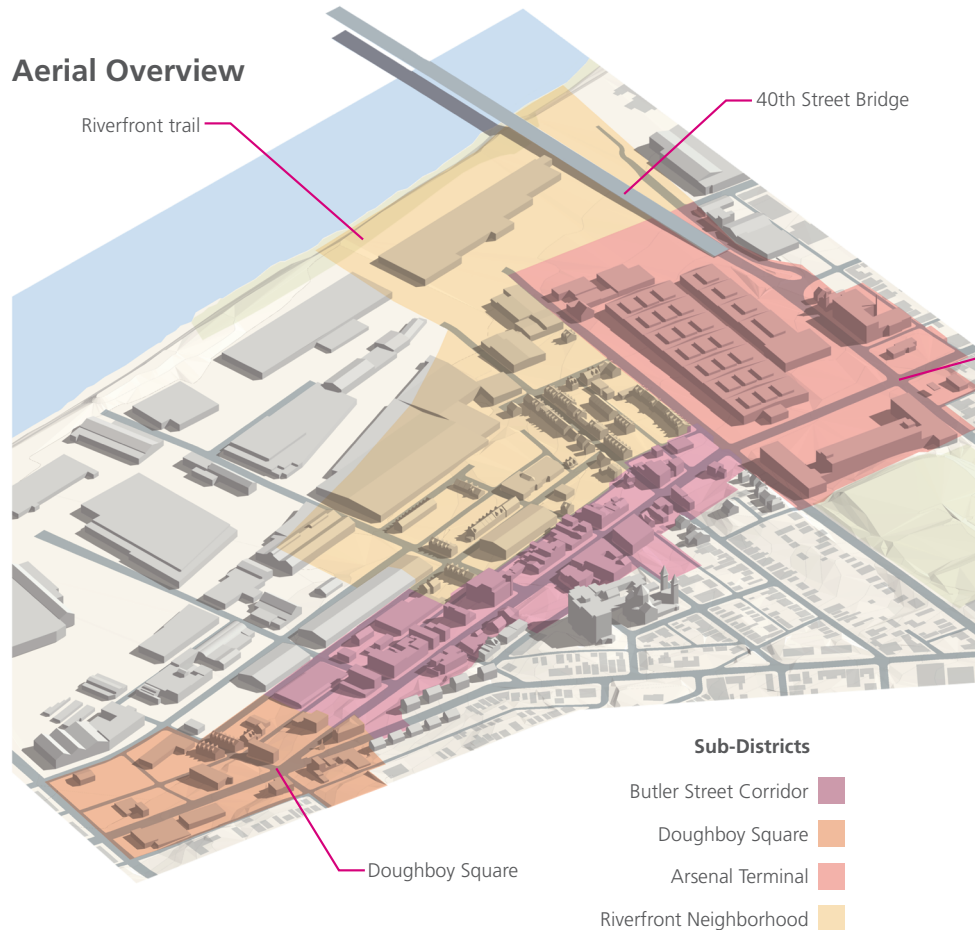 Aerial Overview
Riverfront trail
40th Street Bridge
Doughboy Square
Sub-Districts
Butler Street Corridor
Doughboy Square
Arsenal Terminal
Riverfront Neighborhood